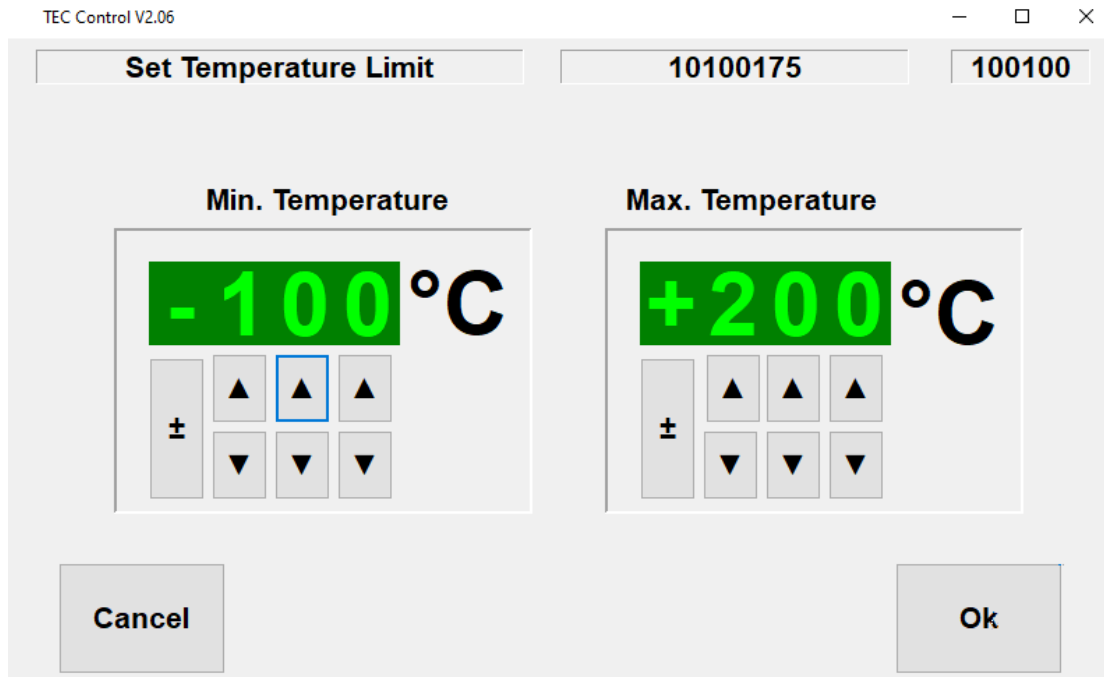 TEC Control V2.06
Set Temperature Limit 10100175 100100
Min. Temperature Max. Temperature
-100 °C +200 °C
▲ ▲ ▲ ▲ ▲ ▲
± ±
▼ ▼ ▼ ▼ ▼ ▼
Cancel Ok